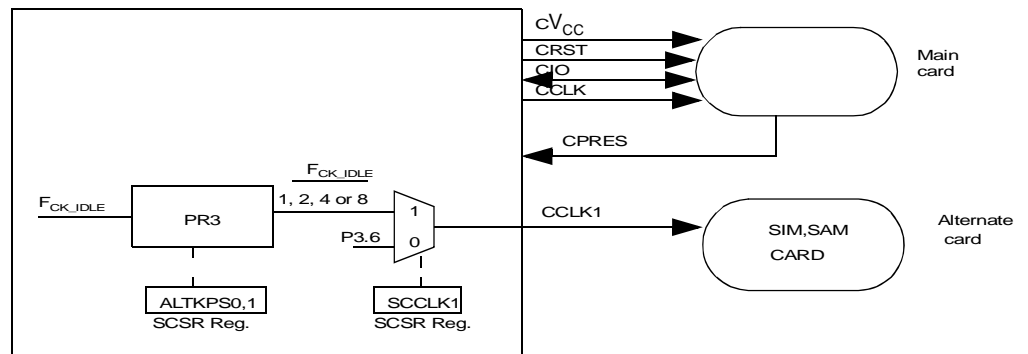 CVCC
CRST
CIO
CCLK
Main
card
CPRES
FCK_IDLE
FCK_IDLE
1, 2, 4 or 8
PR3
1
CCLK1
P3.6
0
SIM,SAM
CARD
Alternate
card
ALTKPS0,1
SCSR Reg.
SCCLK1
SCSR Reg.